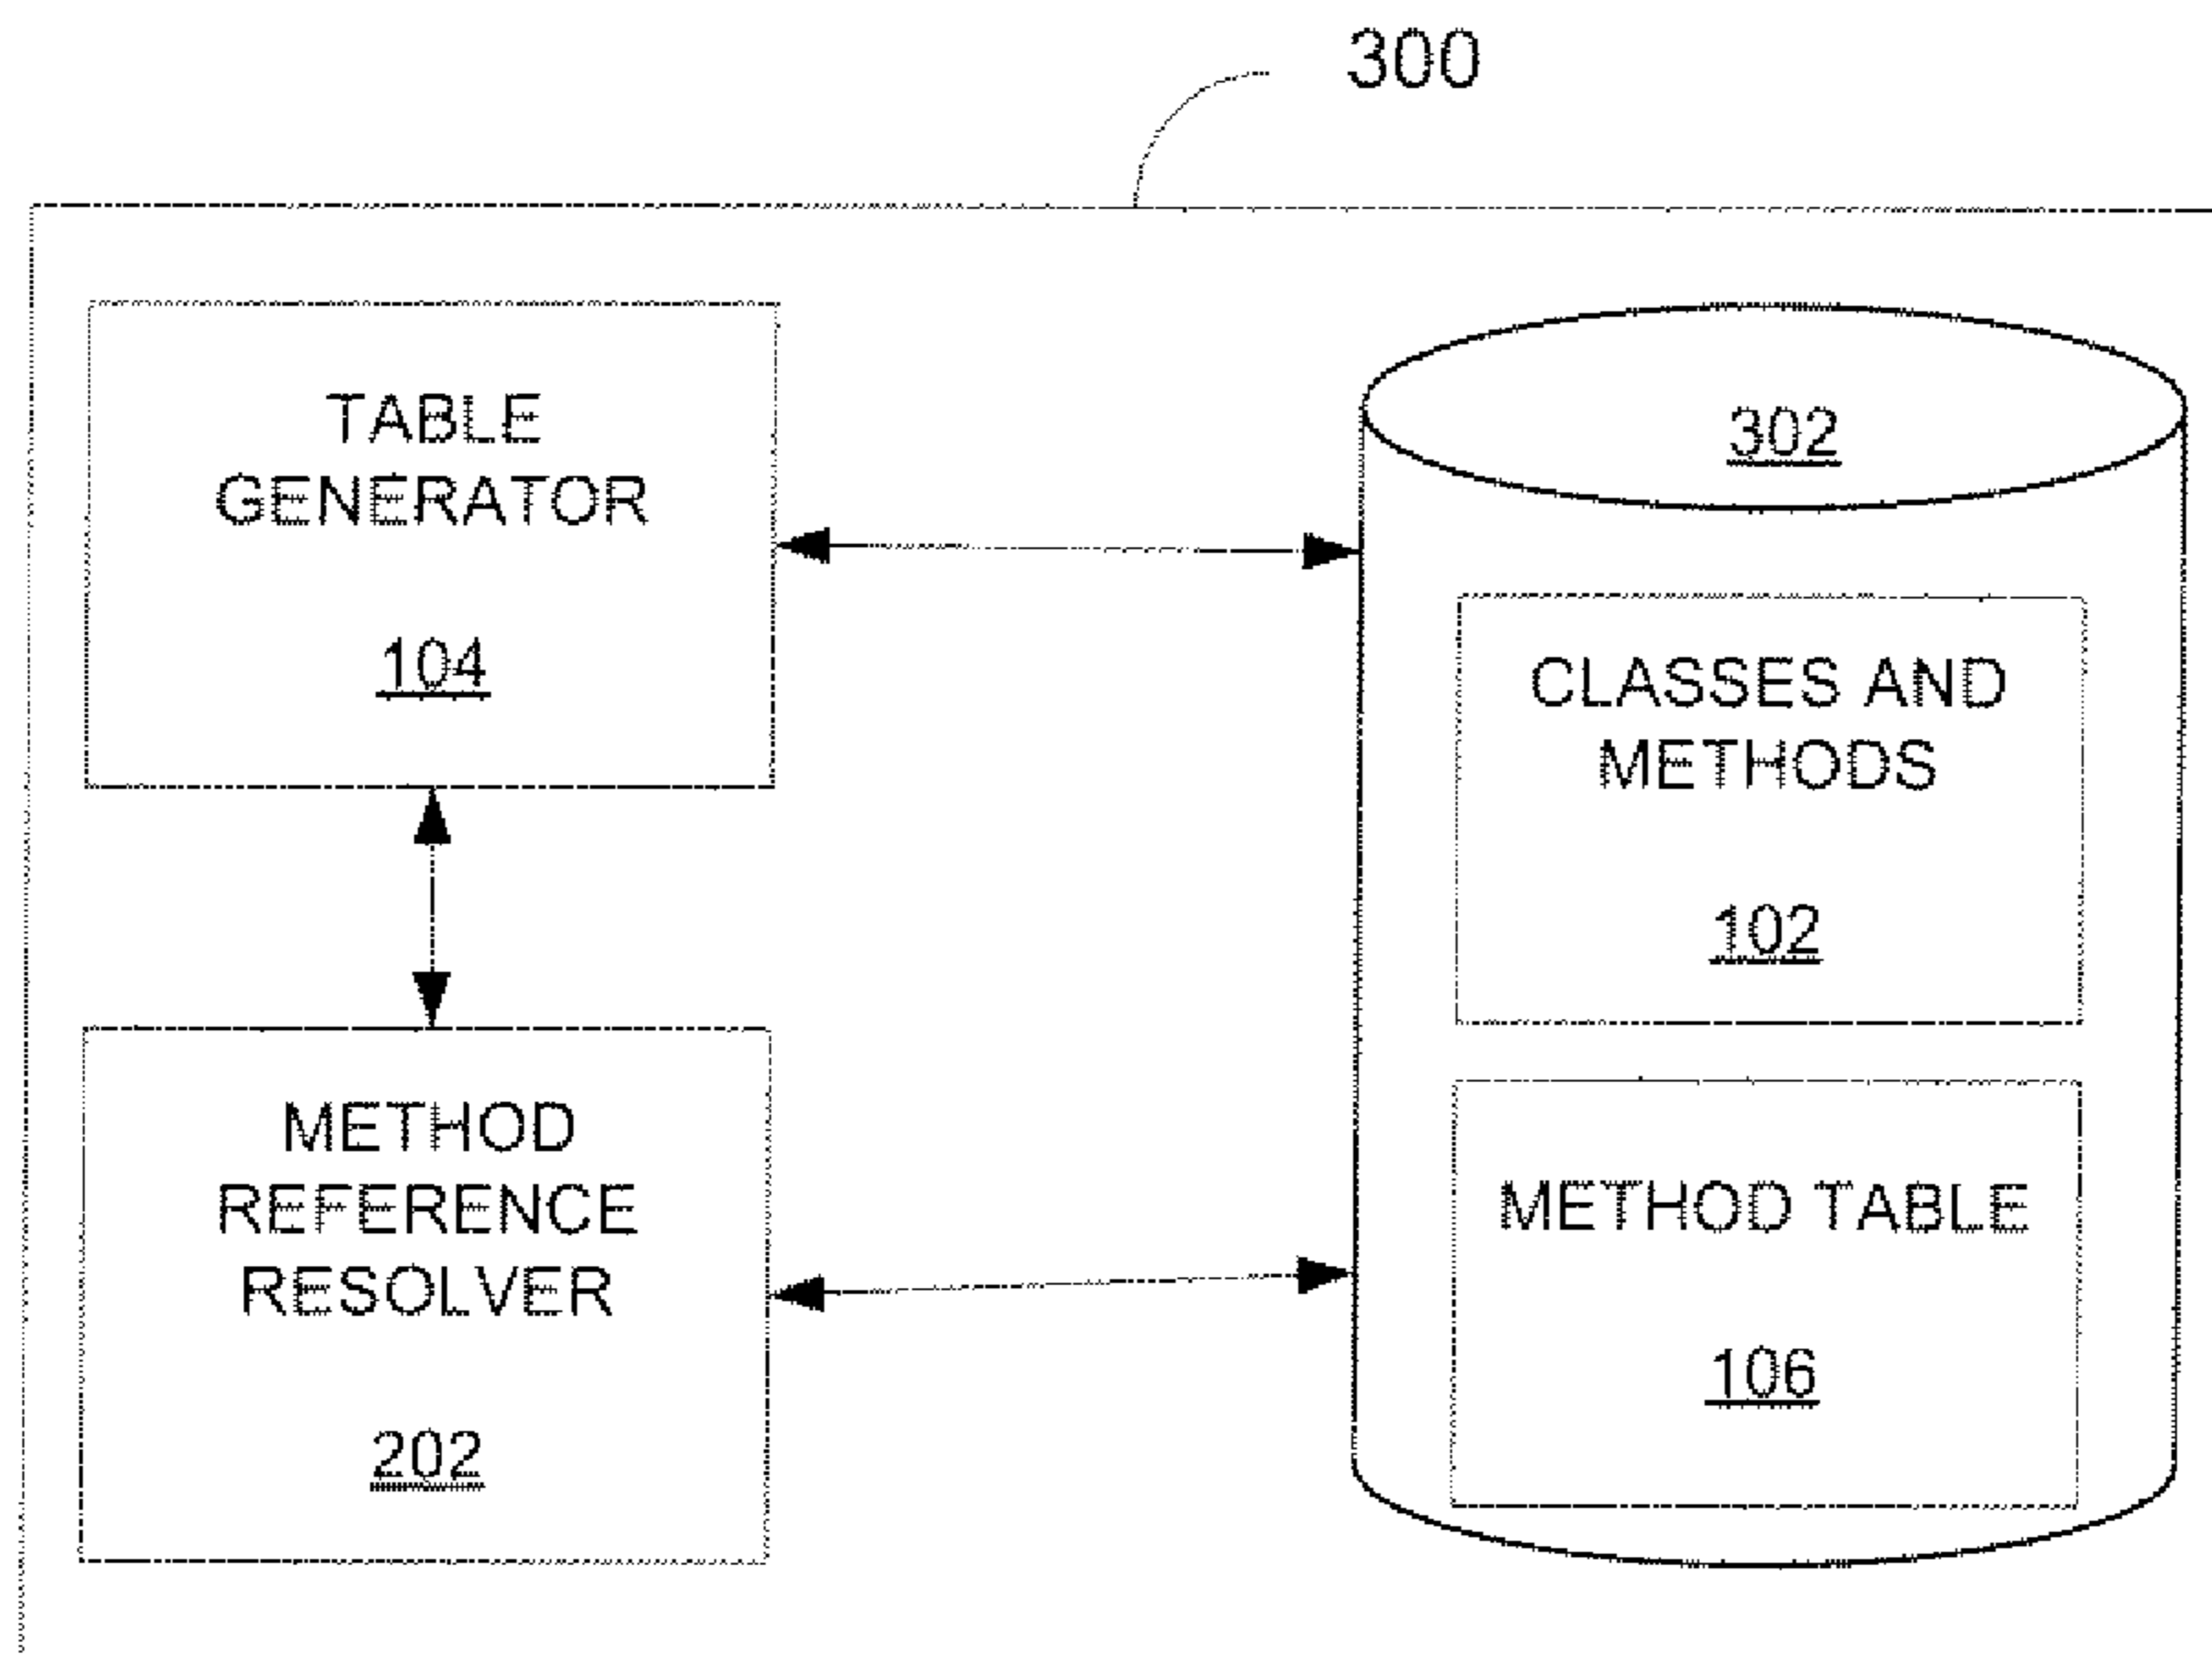 300
TABLE
GENERATOR
104
302
CLASSES AND
METHODS
102
METHOD
REFERENCE
RESOLVER
202
METHOD TABLE
106